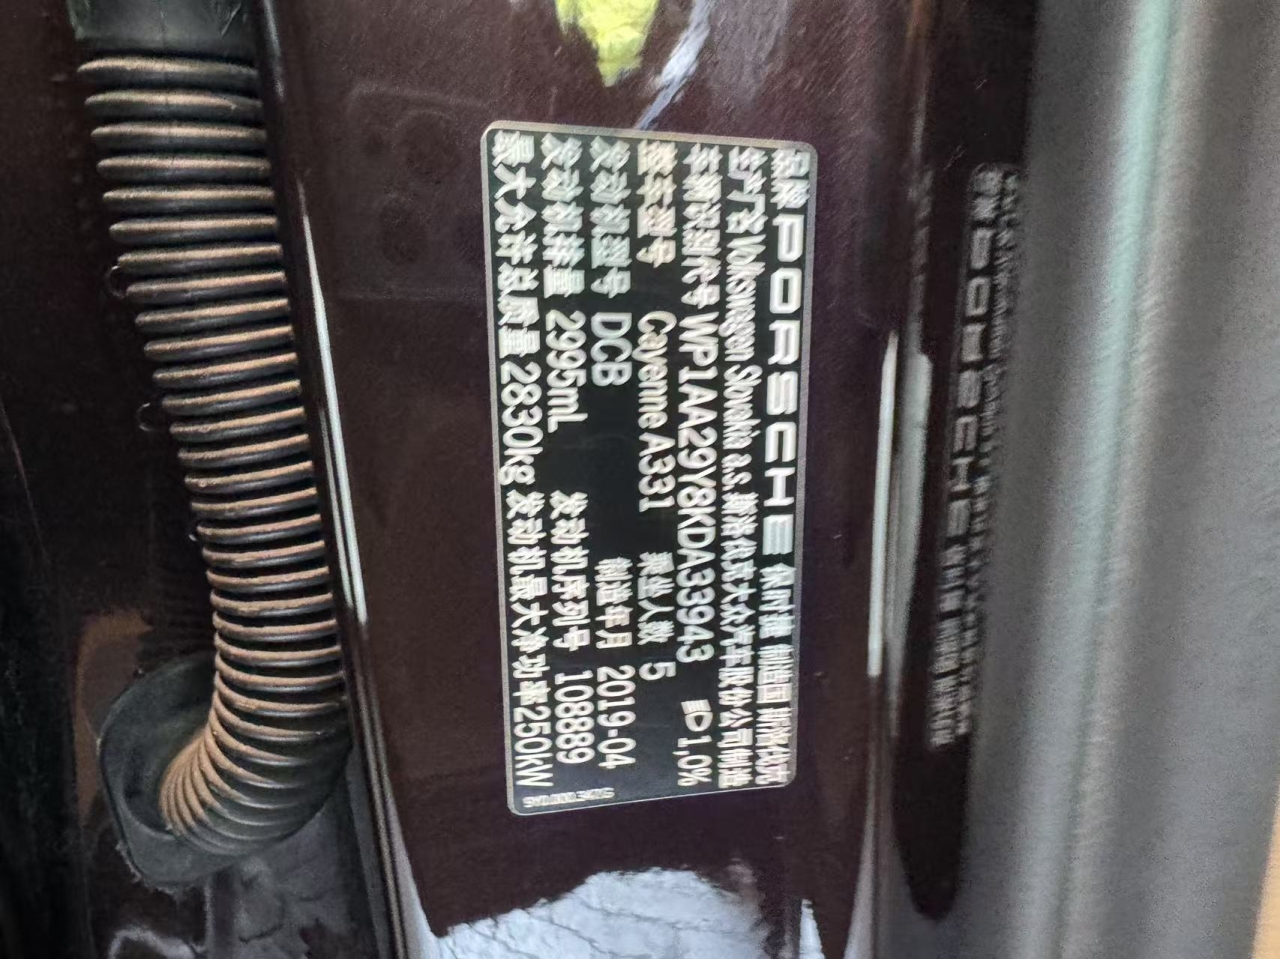 品牌 PORSCHE 保时捷 制造国 斯洛伐克
生产厂名 Volkswagen Slovakia a.s. 斯洛伐克大众汽车股份公司制造
车辆识别代号 WP1AA29Y8KDA33943 1,0%
整车型号 Cayenne A331 乘坐人数 5
发动机型号 DCB 制造年月 2019-04
发动机排量 2995mL 发动机序列号 108889
最大允许总质量 2830kg 发动机最大净功率250kW